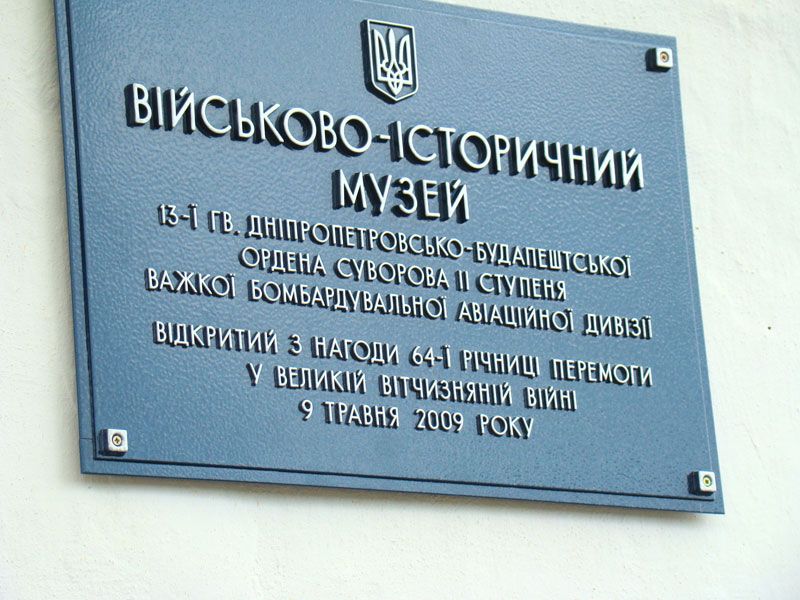 ВІЙСЬКОВО-ІСТОРИЧНИЙ
МУЗЕЙ
13-Ї ГВ. ДНІПРОПЕТРОВСЬКО-БУДАПЕШТСЬКОЇ
ОРДЕНА СУВОРОВА II СТУПЕНЯ
ВАЖКОЇ БОМБАРДУВАЛЬНОЇ АВІАЦІЙНОЇ ДИВІЗІЇ
ВІДКРИТИЙ З НАГОДИ 64-Ї РІЧНИЦІ ПЕРЕМОГИ
У ВЕЛИКІЙ ВІТЧИЗНЯНІЙ ВІЙНІ
9 ТРАВНЯ 2009 РОКУ